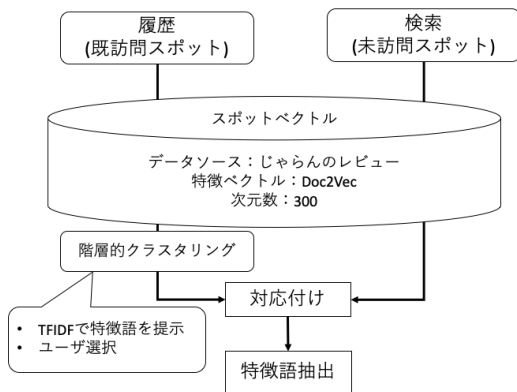 履歴
(既訪問スポット)
検索
(未訪問スポット)
スポットベクトル
データソース：じゃらんのレビュー
特徴ベクトル：Doc2Vec
次元数：300
階層的クラスタリング
• TFIDFで特徴語を提示
• ユーザ選択
対応付け
特徴語抽出